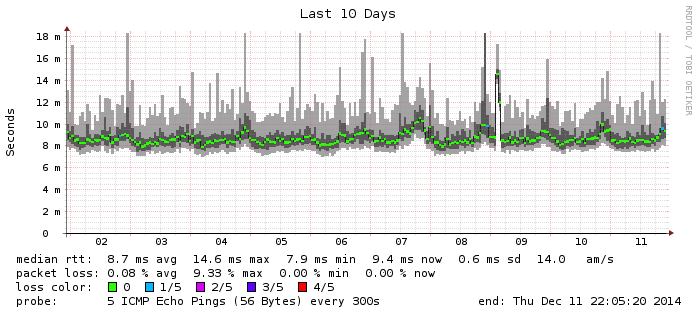 Last 10 Days
RRDTOOL / TOBI OETIKER
Seconds
18 m
16 m
14 m
12 m
10 m
8 m
6 m
4 m
2 m
0
02 03 04 05 06 07 08 09 10 11
median rtt: 8.7 ms avg 14.6 ms max 7.9 ms min 9.4 ms now 0.6 ms sd 14.0 am/s
packet loss: 0.08 % avg 9.33 % max 0.00 % min 0.00 % now
loss color: 0 1/5 2/5 3/5 4/5
probe: 5 ICMP Echo Pings (56 Bytes) every 300s end: Thu Dec 11 22:05:20 2014